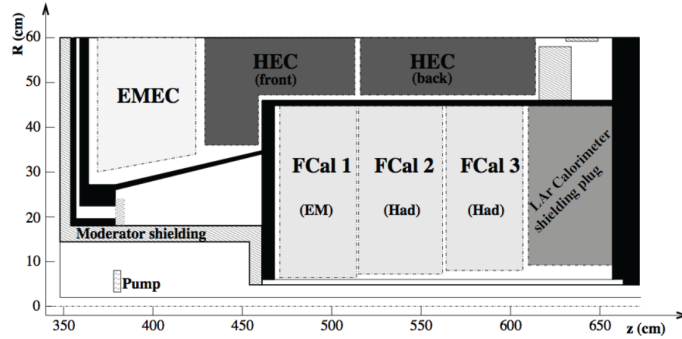 R (cm)
60
50
40
30
20
10
0
EMEC
HEC
(front)
HEC
(back)
FCal 1
(EM)
FCal 2
(Had)
FCal 3
(Had)
LAr Calorimeter
shielding plug
Moderator shielding
Pump
350
400
450
500
550
600
650
z (cm)